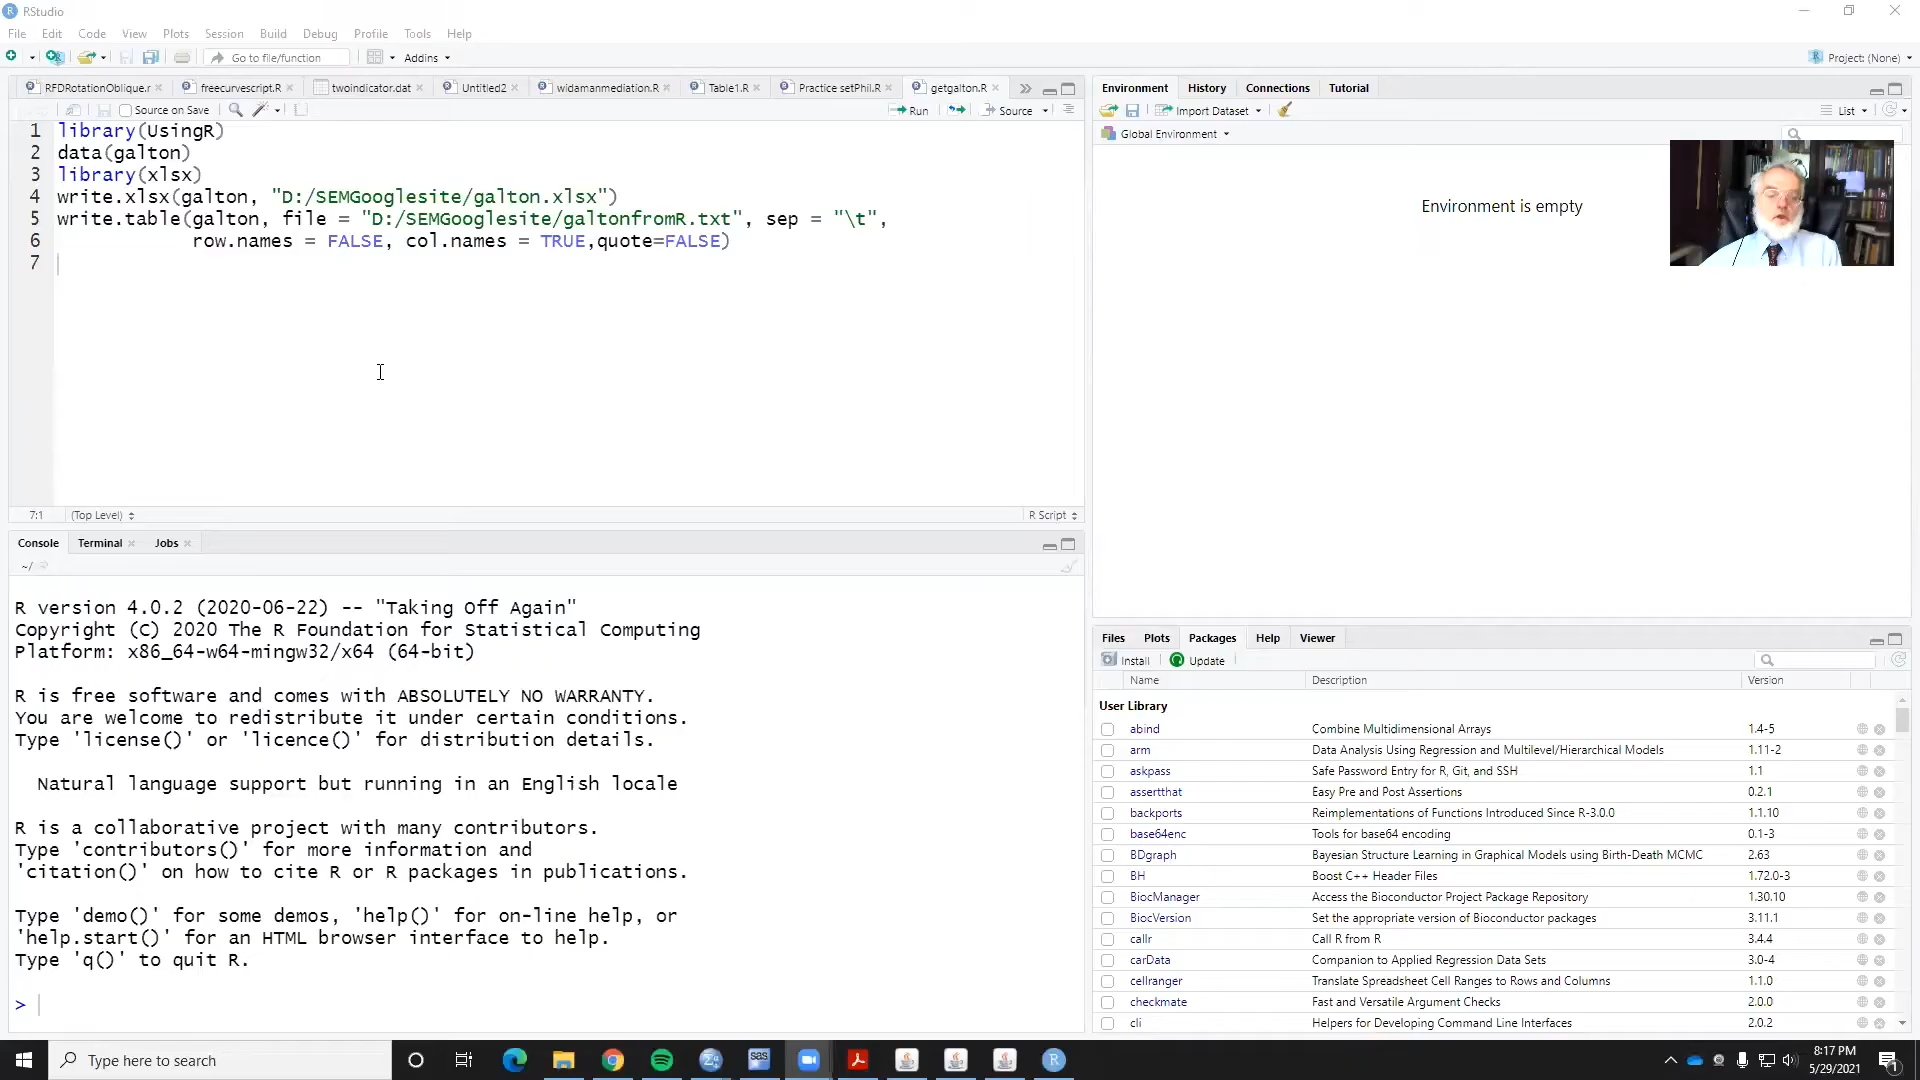 RStudio
File Edit Code View Plots Session Build Debug Profile Tools Help
Go to file/function Addins Project: (None)
RFDRotationOblique.r freecurvescript.R twoindicator.dat Untitled2 widamanmediation.R Table1.R Practice setPhil.R getgalton.R
Source on Save Run Source
1 library(UsingR)
2 data(galton)
3 library(xlsx)
4 write.xlsx(galton, "D:/SEMGooglesite/galton.xlsx")
5 write.table(galton, file = "D:/SEMGooglesite/galtonfromR.txt", sep = "\t",
6 row.names = FALSE, col.names = TRUE,quote=FALSE)
7
7:1 (Top Level) R Script
Console Terminal Jobs
~/
R version 4.0.2 (2020-06-22) -- "Taking Off Again"
Copyright (C) 2020 The R Foundation for Statistical Computing
Platform: x86_64-w64-mingw32/x64 (64-bit)
R is free software and comes with ABSOLUTELY NO WARRANTY.
You are welcome to redistribute it under certain conditions.
Type 'license()' or 'licence()' for distribution details.
Natural language support but running in an English locale
R is a collaborative project with many contributors.
Type 'contributors()' for more information and
'citation()' on how to cite R or R packages in publications.
Type 'demo()' for some demos, 'help()' for on-line help, or
'help.start()' for an HTML browser interface to help.
Type 'q()' to quit R.
>
Environment History Connections Tutorial
Import Dataset List
Global Environment
Environment is empty
Files Plots Packages Help Viewer
Install Update
Name Description Version
User Library
abind Combine Multidimensional Arrays 1.4-5
arm Data Analysis Using Regression and Multilevel/Hierarchical Models 1.11-2
askpass Safe Password Entry for R, Git, and SSH 1.1
assertthat Easy Pre and Post Assertions 0.2.1
backports Reimplementations of Functions Introduced Since R-3.0.0 1.1.10
base64enc Tools for base64 encoding 0.1-3
BDgraph Bayesian Structure Learning in Graphical Models using Birth-Death MCMC 2.63
BH Boost C++ Header Files 1.72.0-3
BiocManager Access the Bioconductor Project Package Repository 1.30.10
BiocVersion Set the appropriate version of Bioconductor packages 3.11.1
callr Call R from R 3.4.4
carData Companion to Applied Regression Data Sets 3.0-4
cellranger Translate Spreadsheet Cell Ranges to Rows and Columns 1.1.0
checkmate Fast and Versatile Argument Checks 2.0.0
cli Helpers for Developing Command Line Interfaces 2.0.2
Type here to search
sas
8:17 PM
5/29/2021